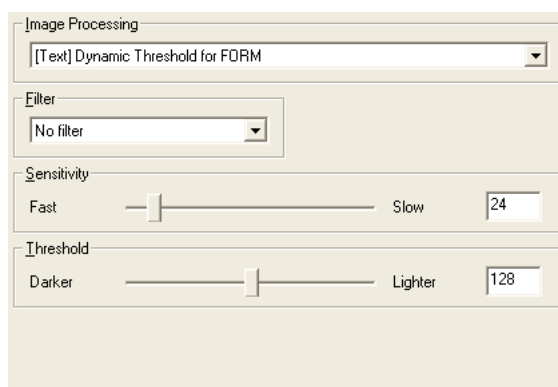 Image Processing
[Text] Dynamic Threshold for FORM
Filter
No filter
Sensitivity
Fast Slow 24
Threshold
Darker Lighter 128